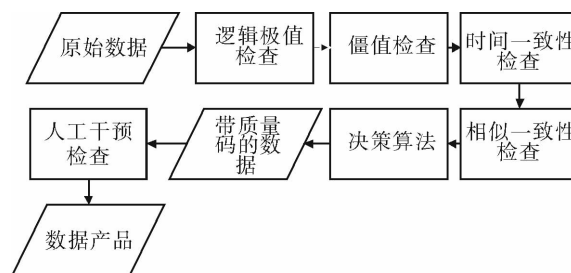 原始数据
逻辑极值
检查
僵值检查
时间一致性
检查
相似一致性
检查
决策算法
带质量
码的数据
人工干预
检查
数据产品